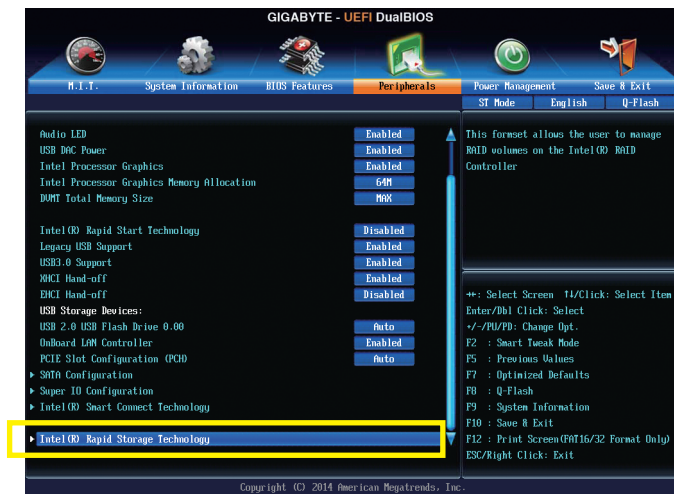 GIGABYTE - UEFI DualBIOS
M.I.T. System Information BIOS Features Peripherals Power Management Save & Exit
ST Mode English Q-Flash
Audio LED Enabled
USB DAC Power Enabled
Intel Processor Graphics Enabled
Intel Processor Graphics Memory Allocation 64M
DVMT Total Memory Size MAX
Intel(R) Rapid Start Technology Disabled
Legacy USB Support Enabled
USB3.0 Support Enabled
XHCI Hand-off Enabled
EHCI Hand-off Disabled
USB Storage Devices:
USB 2.0 USB Flash Drive 0.00 Auto
OnBoard LAN Controller Enabled
PCIE Slot Configuration (PCH) Auto
SATA Configuration
Super IO Configuration
Intel(R) Smart Connect Technology
Intel(R) Rapid Storage Technology
This formset allows the user to manage
RAID volumes on the Intel(R) RAID
Controller
→←: Select Screen ↑↓/Click: Select Item
Enter/Dbl Click: Select
+/-/PU/PD: Change Opt.
F2 : Smart Tweak Mode
F5 : Previous Values
F7 : Optimized Defaults
F8 : Q-Flash
F9 : System Information
F10 : Save & Exit
F12 : Print Screen(FAT16/32 Format Only)
ESC/Right Click: Exit
Copyright (C) 2014 American Megatrends, Inc.